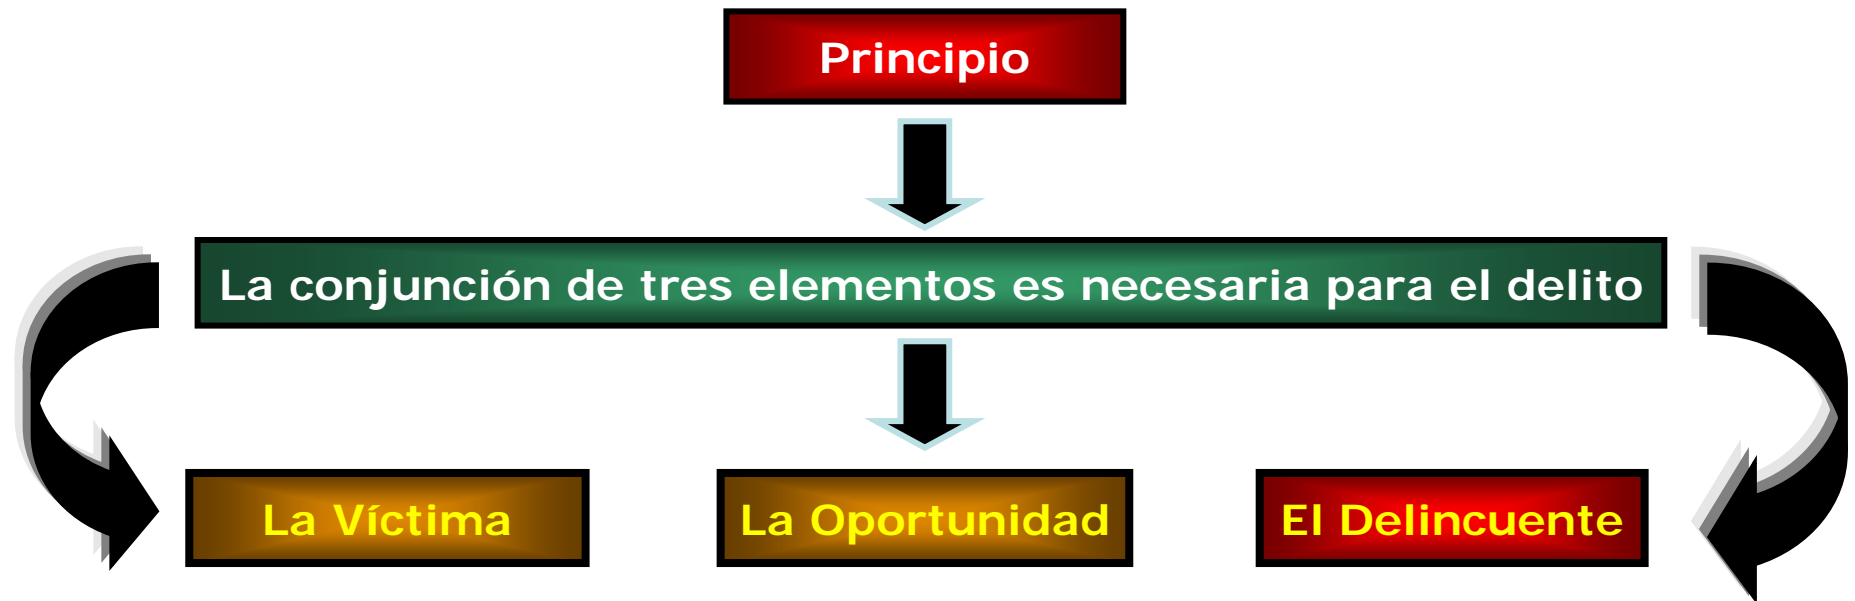 Principio
La conjunción de tres elementos es necesaria para el delito
La Víctima
La Oportunidad
El Delincuente